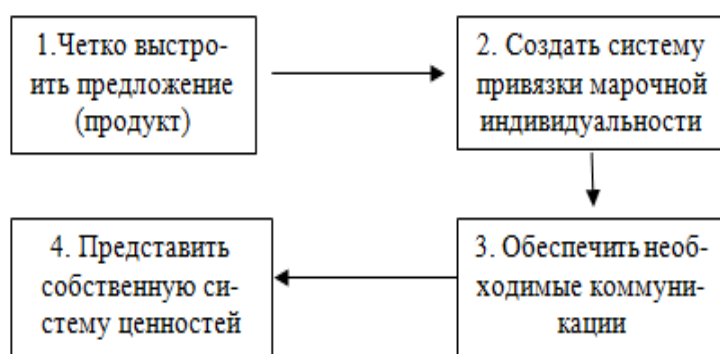 1.Четко выстро-
ить предложение
(продукт)
2. Создать систему
привязки марочной
индивидуальности
3. Обеспечить необ-
ходимые коммуни-
кации
4. Представить
собственную си-
стему ценностей